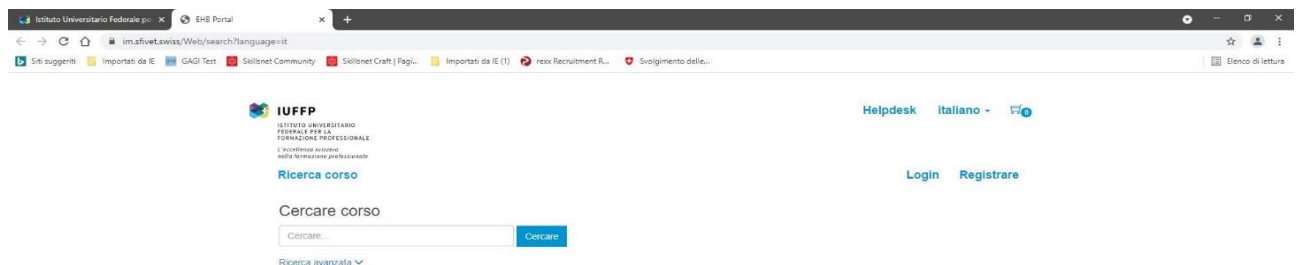 Istituto Universitario Federale pe
EHB Portal
im.sfivet.swiss/Web/search?language=it
Siti suggeriti Importati da IE GAGI Test Skillsnet Community Skillsnet Craft | Pagi... Importati da IE (1) rexx Recruitment R... Svolgimento delle... Elenco di lettura
IUFFP
ISTITUTO UNIVERSITARIO
FEDERALE PER LA
FORMAZIONE PROFESSIONALE
L'eccellenza svizzera
nella formazione professionale
Helpdesk italiano 0
Ricerca corso Login Registrare
Cercare corso
Cercare... Cercare
Ricerca avanzata